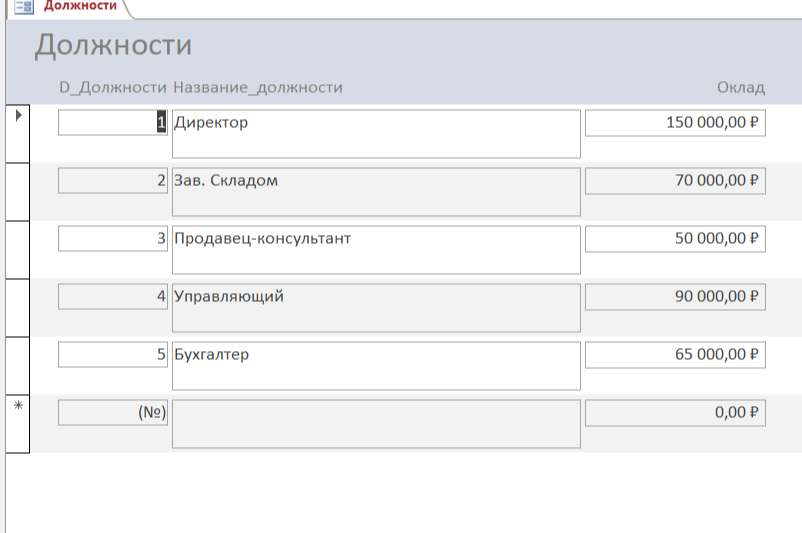 Должности
Должности
D_Должности Название_должности Оклад
1 Директор 150 000,00 ₽
2 Зав. Складом 70 000,00 ₽
3 Продавец-консультант 50 000,00 ₽
4 Управляющий 90 000,00 ₽
5 Бухгалтер 65 000,00 ₽
* (№) 0,00 ₽